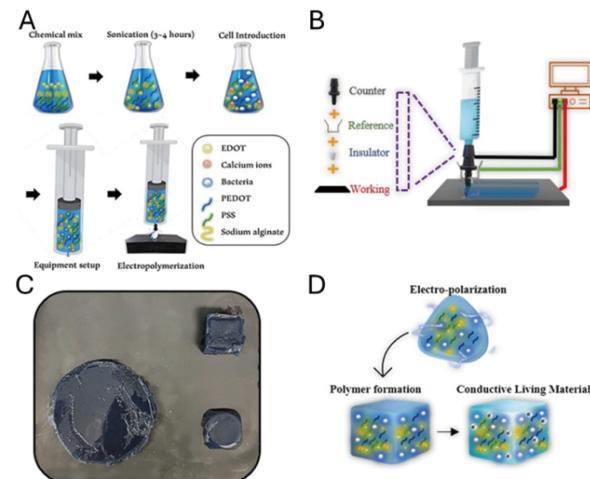 A
Chemical mix
Sonication (3-4 hours)
Cell Introduction
EDOT
Calcium ions
Bacteria
PEDOT
PSS
Sodium alginate
Equipment setup
Electropolymerization
B
Counter
Reference
Insulator
Working
C
D
Electro-polarization
Polymer formation
Conductive Living Material